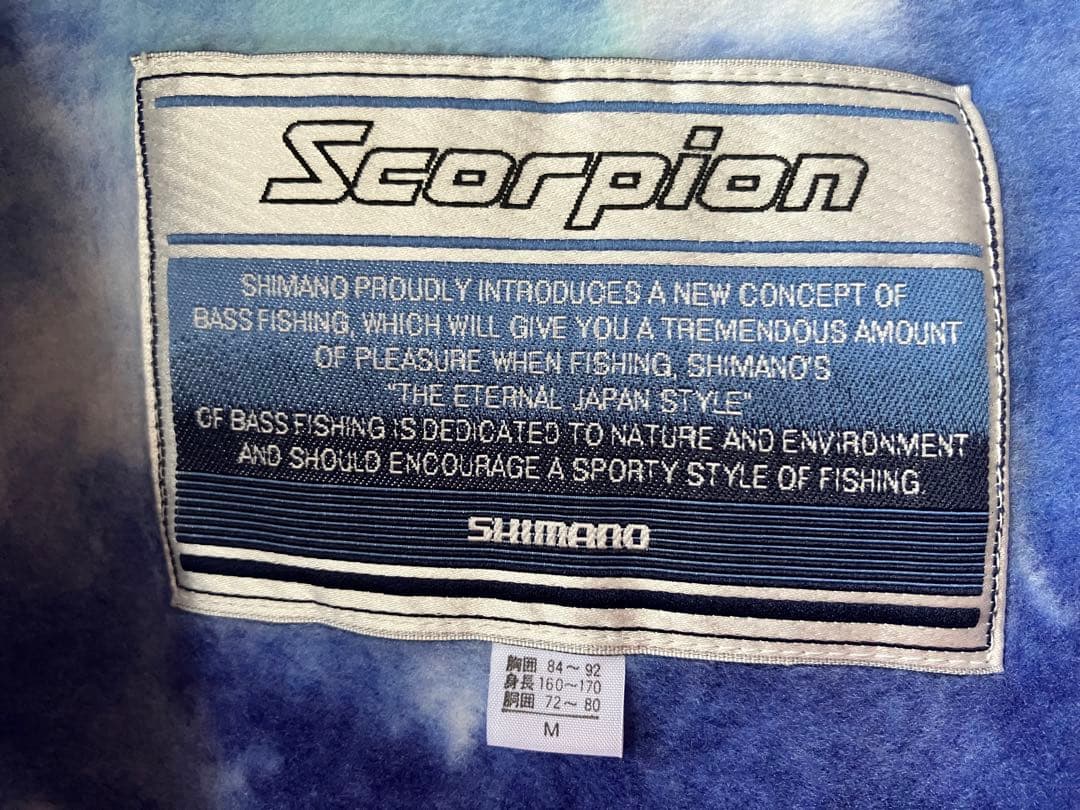 Scorpion
SHIMANO PROUDLY INTRODUCES A NEW CONCEPT OF
BASS FISHING, WHICH WILL GIVE YOU A TREMENDOUS AMOUNT
OF PLEASURE WHEN FISHING, SHIMANO'S
"THE ETERNAL JAPAN STYLE"
OF BASS FISHING IS DEDICATED TO NATURE AND ENVIRONMENT
AND SHOULD ENCOURAGE A SPORTY STYLE OF FISHING.
SHIMANO
胸囲 84～92
身長 160～170
胴囲 72～80
M